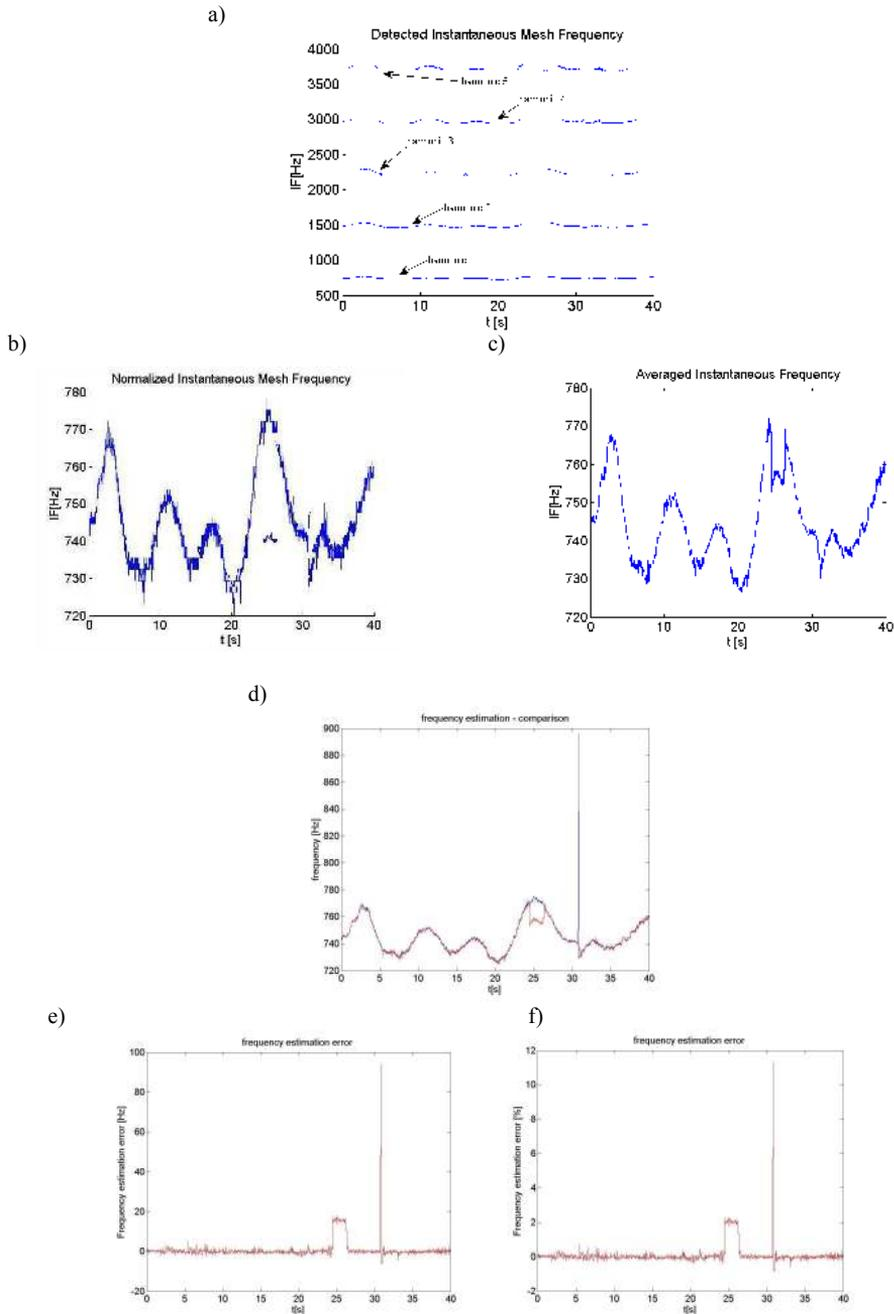 a)
Detected Instantaneous Mesh Frequency
4000
3500
3000
2500
2000
1500
1000
500
IF[Hz]
0 10 20 30 40
t [s]
b)
Normalized Instantaneous Mesh Frequency
780
770
760
750
740
730
720
IF[Hz]
0 10 20 30 40
t [s]
c)
Averaged Instantaneous Frequency
780
770
760
750
740
730
720
IF[Hz]
0 10 20 30 40
t [s]
d)
frequency estimation - comparison
900
880
860
840
820
800
780
760
740
720
frequency [Hz]
0 5 10 15 20 25 30 35 40
t[s]
e)
frequency estimation error
100
80
60
40
20
0
-20
Frequency estimation error [Hz]
0 5 10 15 20 25 30 35 40
t[s]
f)
frequency estimation error
12
10
8
6
4
2
0
-2
Frequency estimation error [%]
0 5 10 15 20 25 30 35 40
t[s]